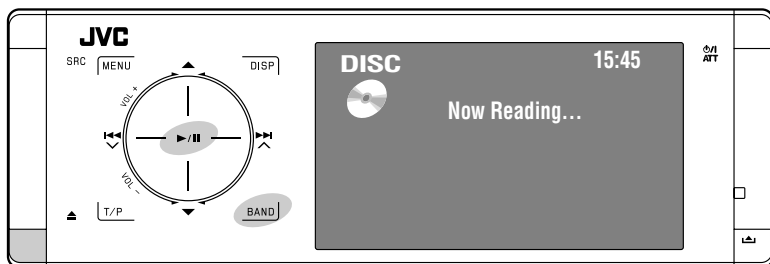 JVC
SRC
MENU
DISP
VOL +
VOL –
T/P
BAND
DISC
15:45
Now Reading...
/I
ATT